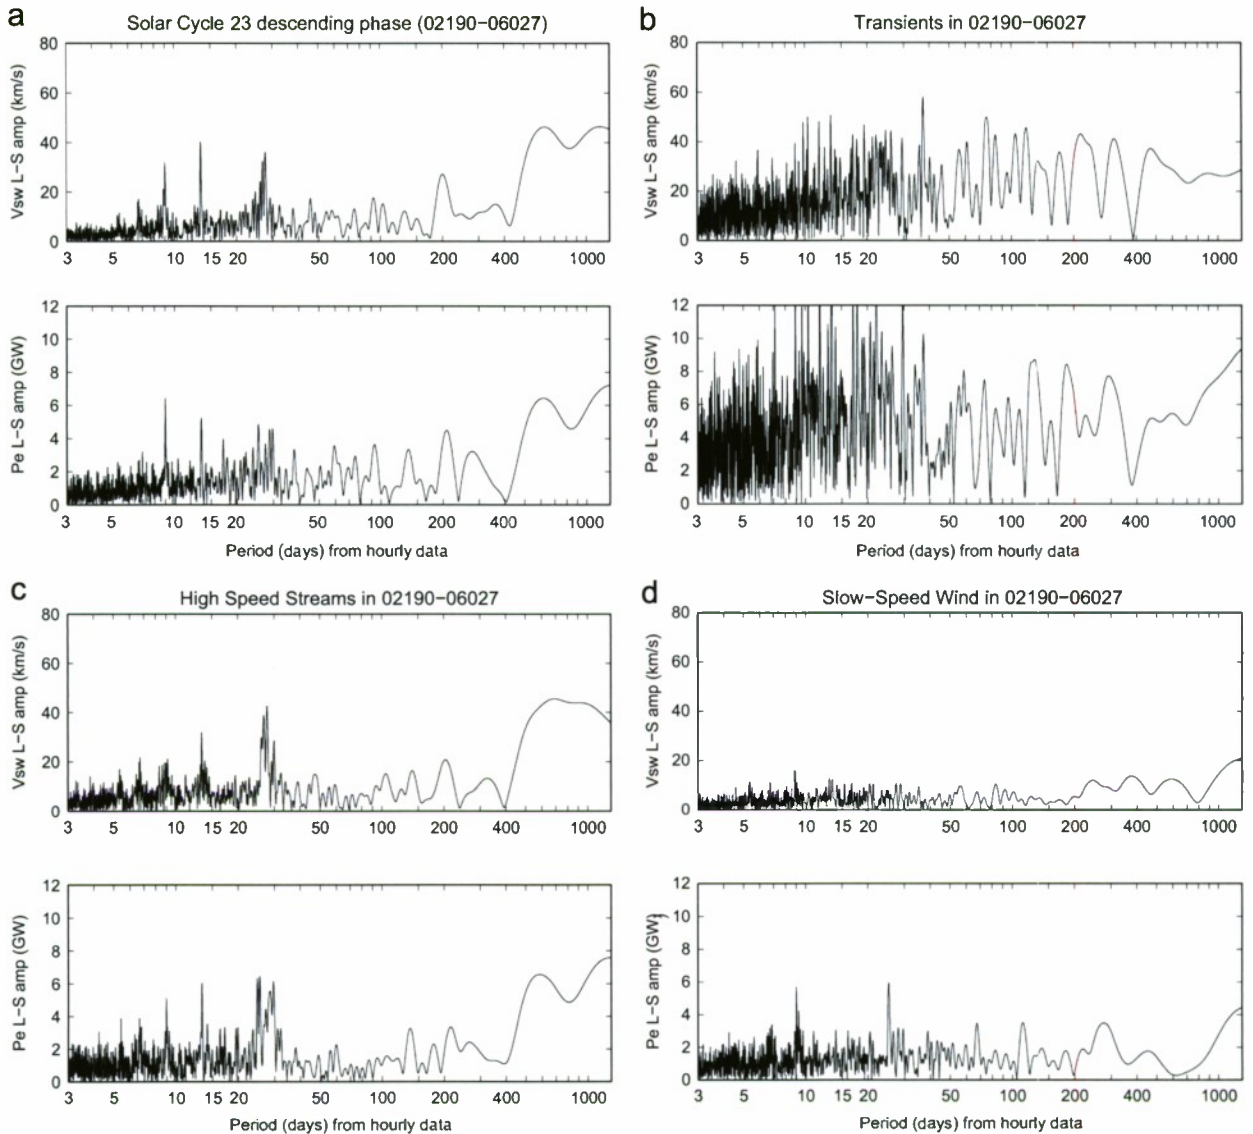 a
Solar Cycle 23 descending phase (02190−06027)
Vsw L−S amp (km/s)
80
60
40
20
0
3 5 10 15 20 50 100 200 400 1000
Pe L−S amp (GW)
12
10
8
6
4
2
0
3 5 10 15 20 50 100 200 400 1000
Period (days) from hourly data
b
Transients in 02190−06027
Vsw L−S amp (km/s)
80
60
40
20
0
3 5 10 15 20 50 100 200 400 1000
Pe L−S amp (GW)
12
10
8
6
4
2
0
3 5 10 15 20 50 100 200 400 1000
Period (days) from hourly data
c
High Speed Streams in 02190−06027
Vsw L−S amp (km/s)
80
60
40
20
0
3 5 10 15 20 50 100 200 400 1000
Pe L−S amp (GW)
12
10
8
6
4
2
0
3 5 10 15 20 50 100 200 400 1000
Period (days) from hourly data
d
Slow−Speed Wind in 02190−06027
Vsw L−S amp (km/s)
80
60
40
20
0
3 5 10 15 20 50 100 200 400 1000
Pe L−S amp (GW)
12
10
8
6
4
2
0
3 5 10 15 20 50 100 200 400 1000
Period (days) from hourly data